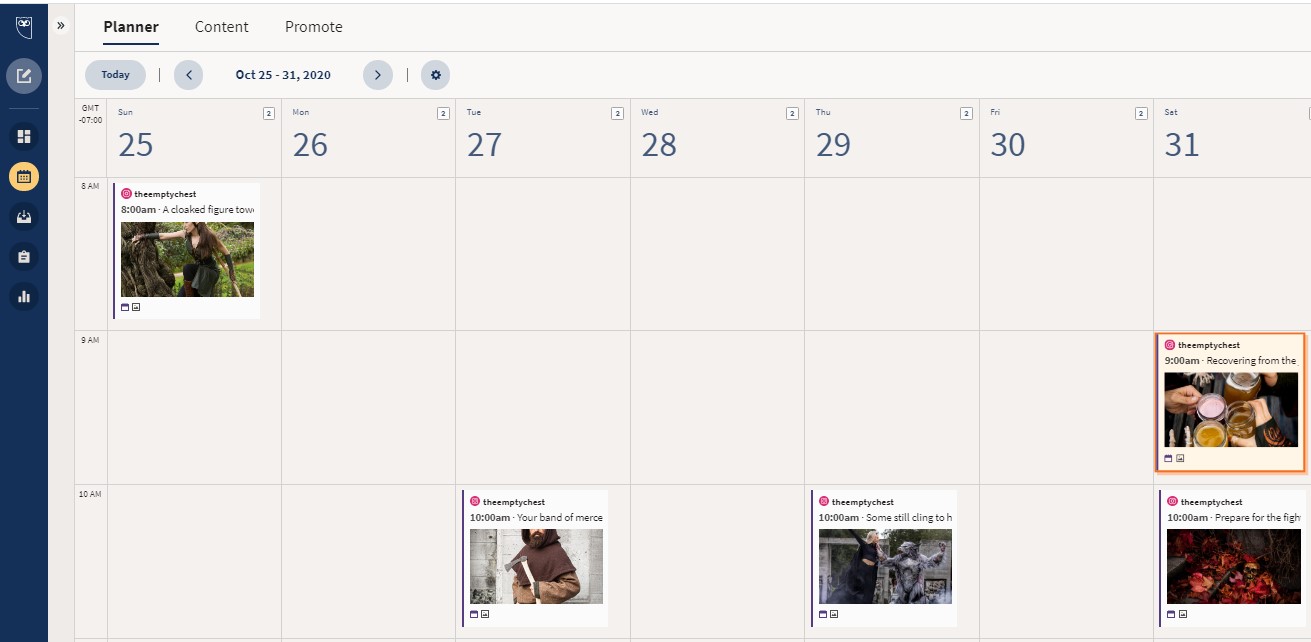 Planner Content Promote
Today Oct 25 - 31, 2020
GMT
-07:00
Sun 2
25
Mon 2
26
Tue 2
27
Wed 2
28
Thu 2
29
Fri 2
30
Sat
31
8 AM
theemptychest
8:00am · A cloaked figure tow
9 AM
theemptychest
9:00am · Recovering from the
10 AM
theemptychest
10:00am · Your band of merce
theemptychest
10:00am · Some still cling to h
theemptychest
10:00am · Prepare for the figh